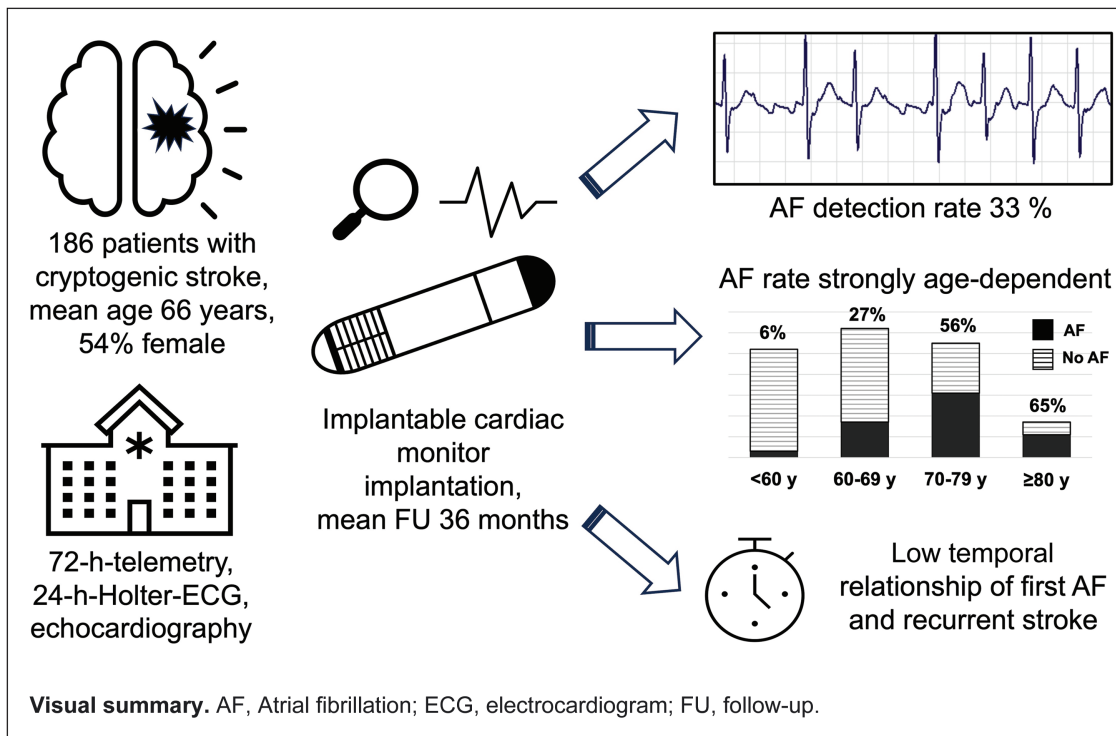 186 patients with
cryptogenic stroke,
mean age 66 years,
54% female
72-h-telemetry,
24-h-Holter-ECG,
echocardiography
Implantable cardiac
monitor
implantation,
mean FU 36 months
AF detection rate 33 %
AF rate strongly age-dependent
6%
27%
56%
65%
AF
No AF
<60 y
60-69 y
70-79 y
≥80 y
Low temporal
relationship of first AF
and recurrent stroke
Visual summary. AF, Atrial fibrillation; ECG, electrocardiogram; FU, follow-up.